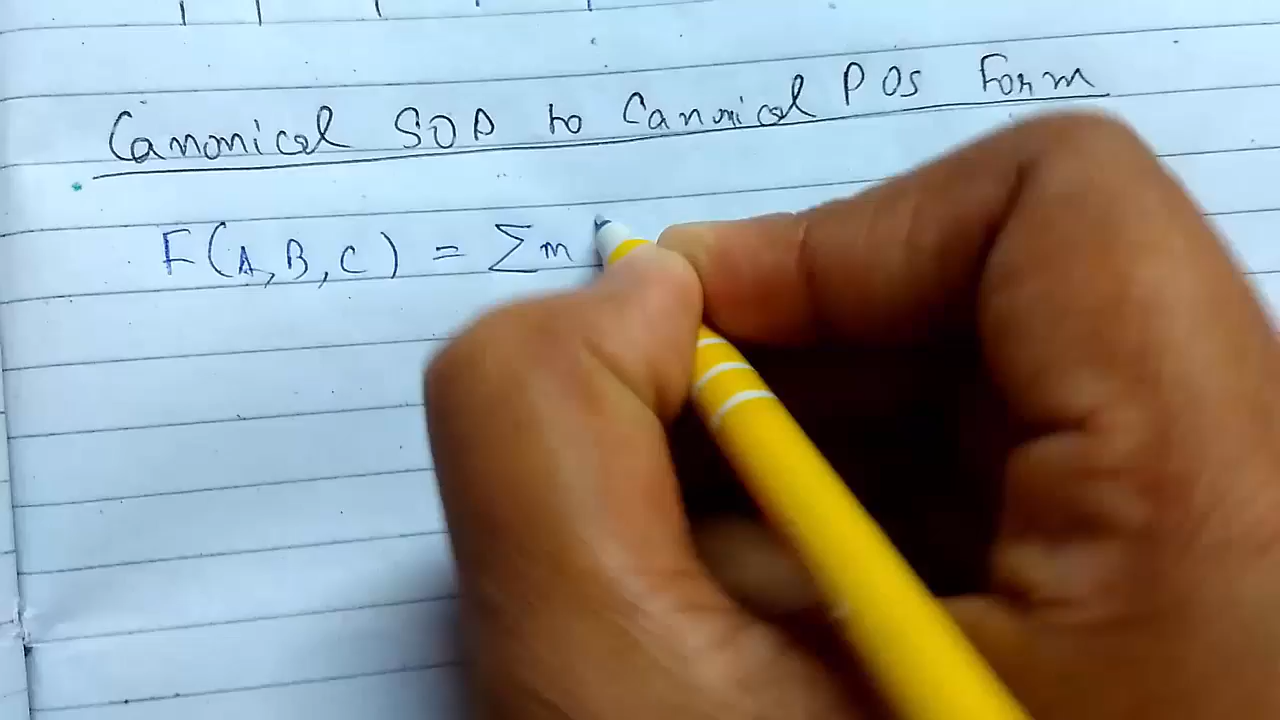 Canonical SOP to Canonical POS Form
F(A,B,C) = Σm